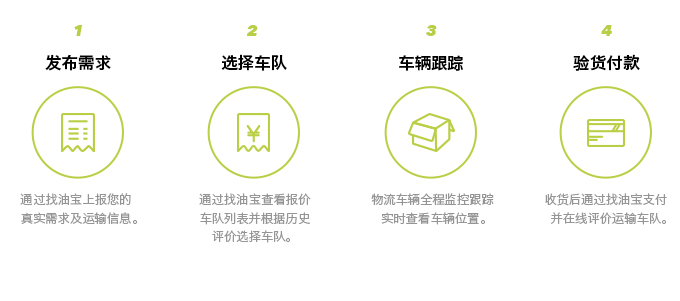 1
发布需求
通过找油宝上报您的
真实需求及运输信息。
2
选择车队
通过找油宝查看报价
车队列表并根据历史
评价选择车队。
3
车辆跟踪
物流车辆全程监控跟踪
实时查看车辆位置。
4
验货付款
收货后通过找油宝支付
并在线评价运输车队。